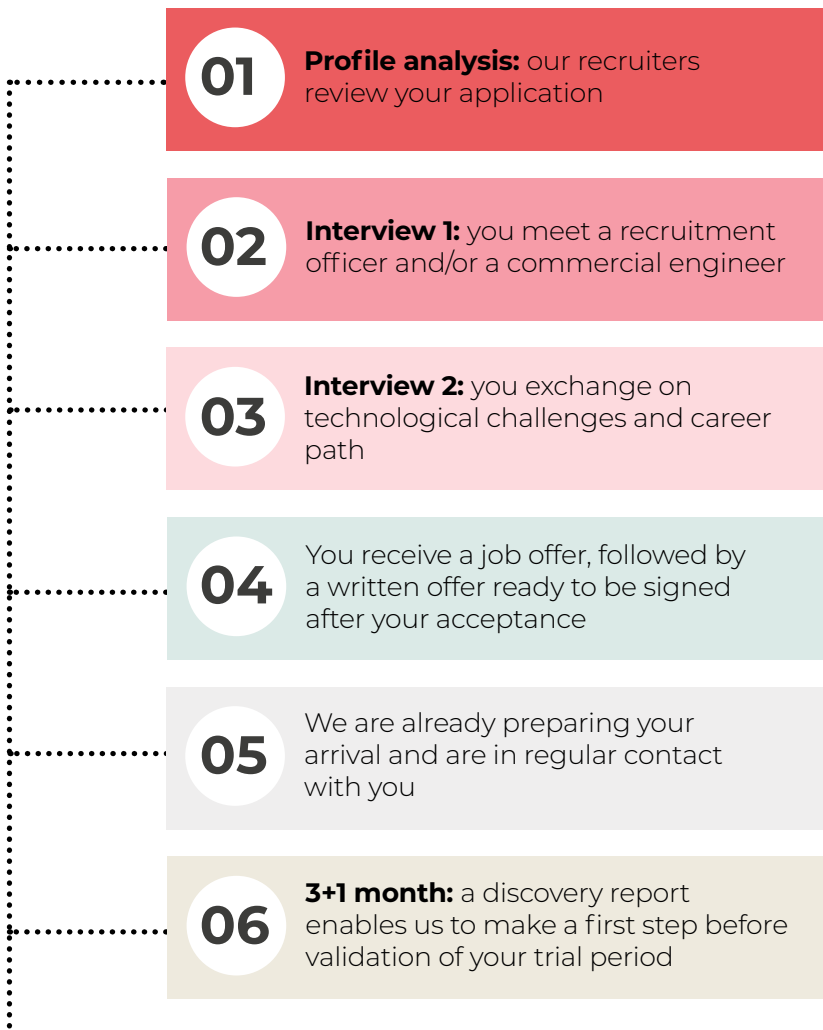 01
Profile analysis: our recruiters
review your application
02
Interview 1: you meet a recruitment
officer and/or a commercial engineer
03
Interview 2: you exchange on
technological challenges and career
path
04
You receive a job offer, followed by
a written offer ready to be signed
after your acceptance
05
We are already preparing your
arrival and are in regular contact
with you
06
3+1 month: a discovery report
enables us to make a first step before
validation of your trial period